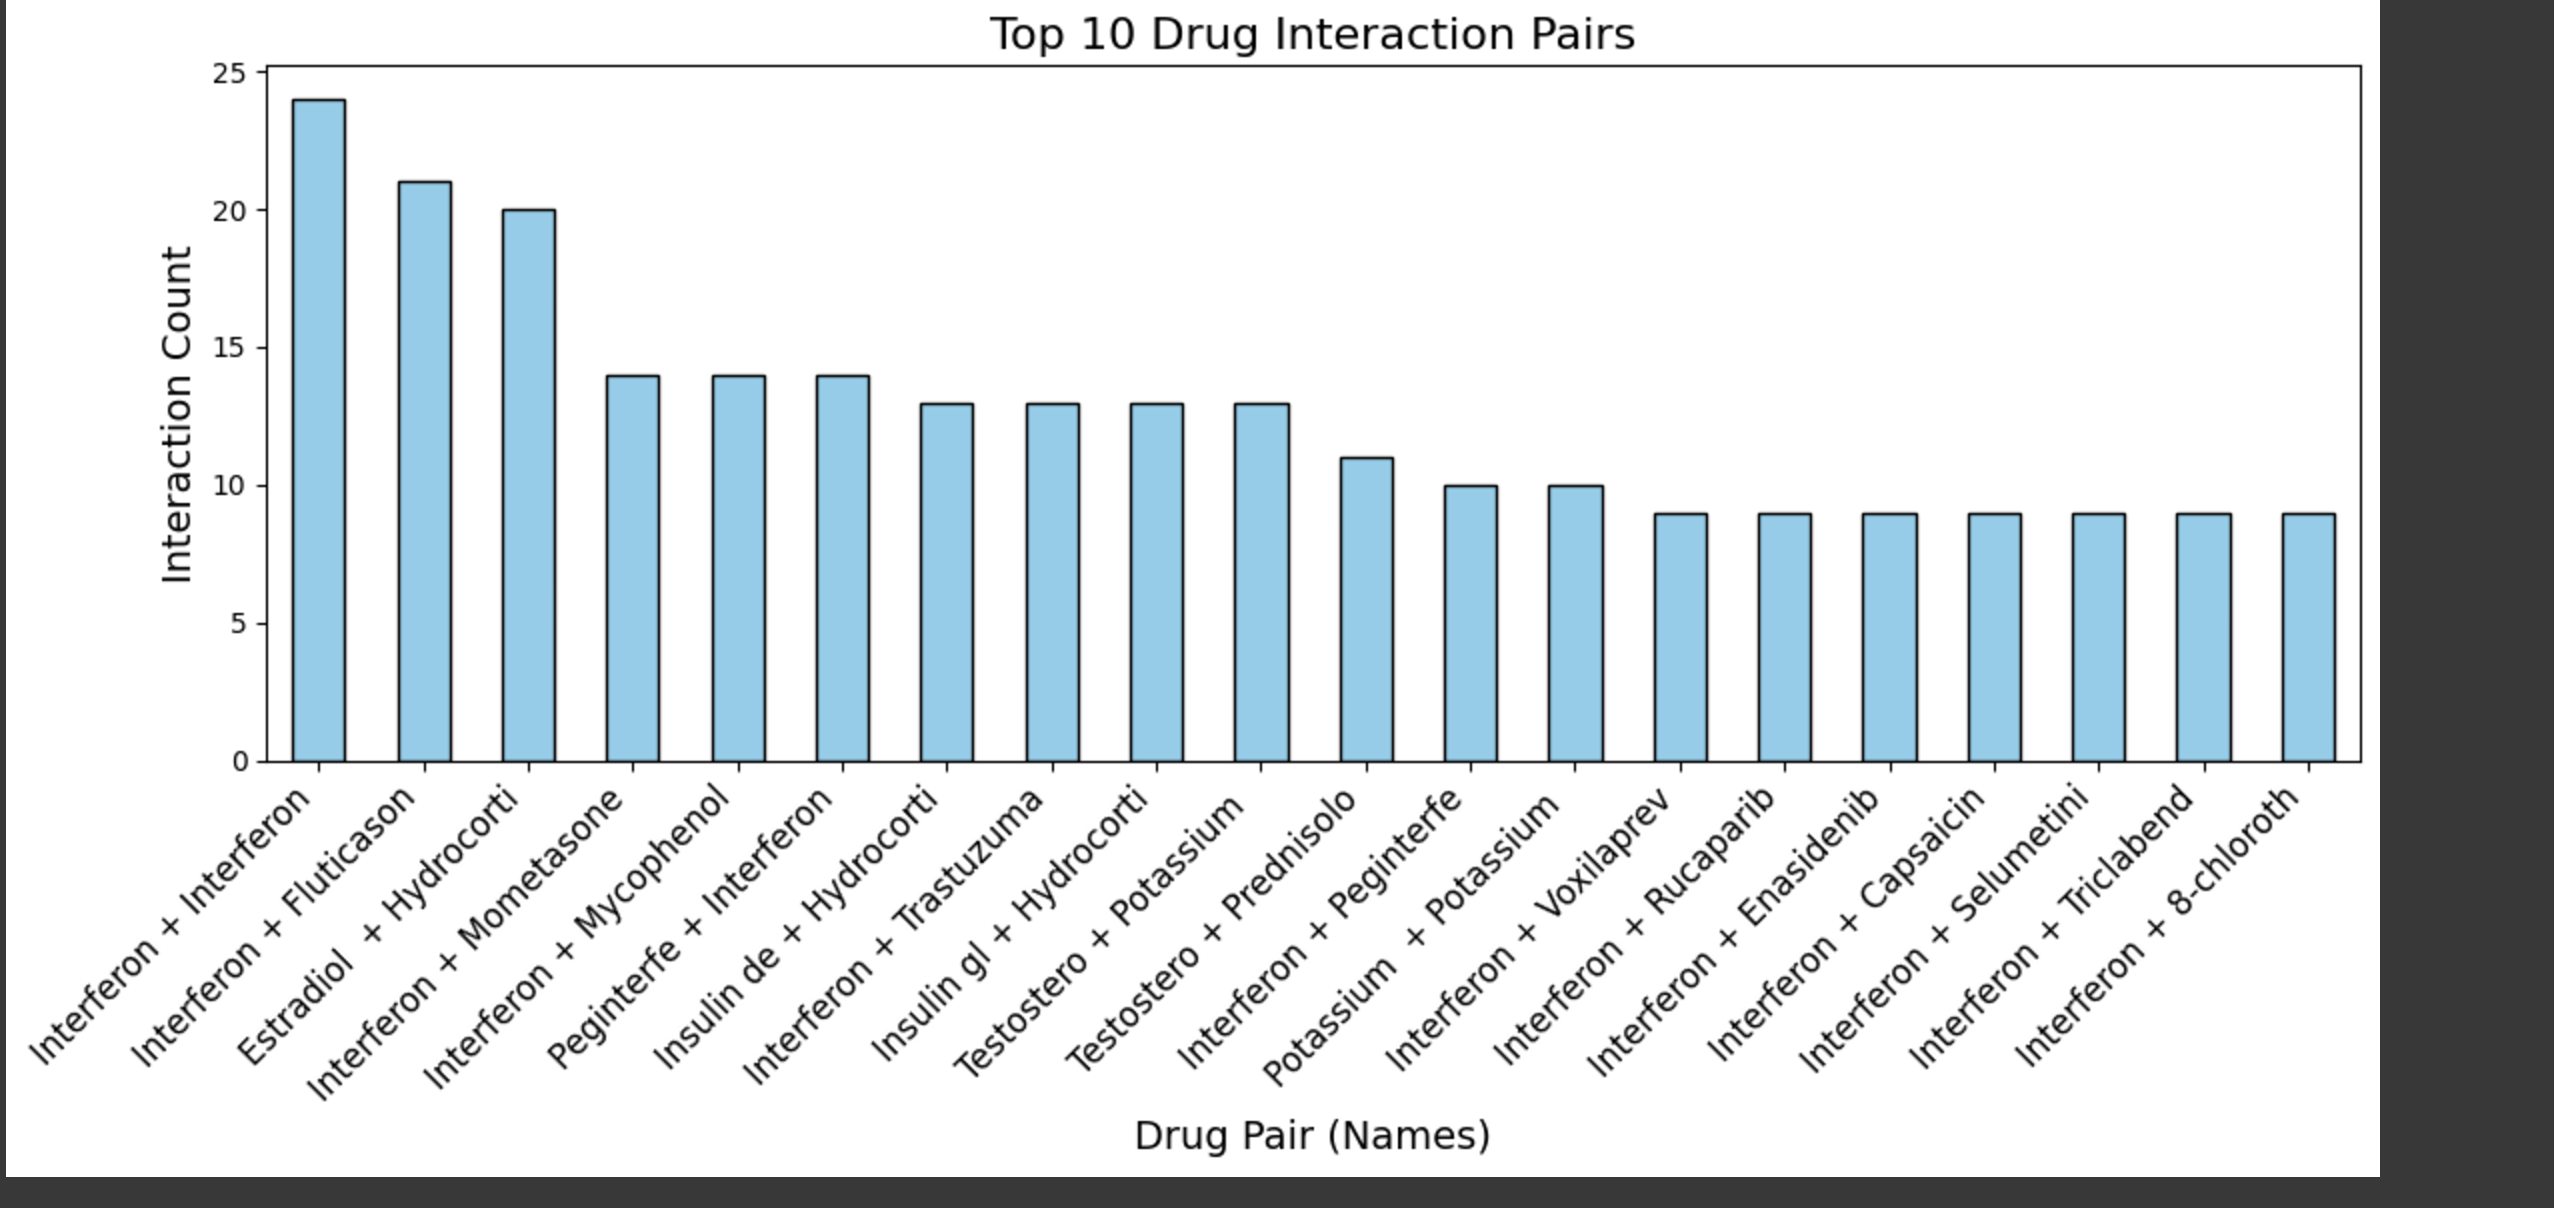 Top 10 Drug Interaction Pairs
25
20
15
10
5
0
Interaction Count
Interferon + Interferon
Interferon + Fluticason
Estradiol  + Hydrocorti
Interferon + Mometasone
Interferon + Mycophenol
Peginterfe + Interferon
Insulin de + Hydrocorti
Interferon + Trastuzuma
Insulin gl + Hydrocorti
Testostero + Potassium
Testostero + Prednisolo
Interferon + Peginterfe
Potassium  + Potassium
Interferon + Voxilaprev
Interferon + Rucaparib
Interferon + Enasidenib
Interferon + Capsaicin
Interferon + Selumetini
Interferon + Triclabend
Interferon + 8-chloroth
Drug Pair (Names)